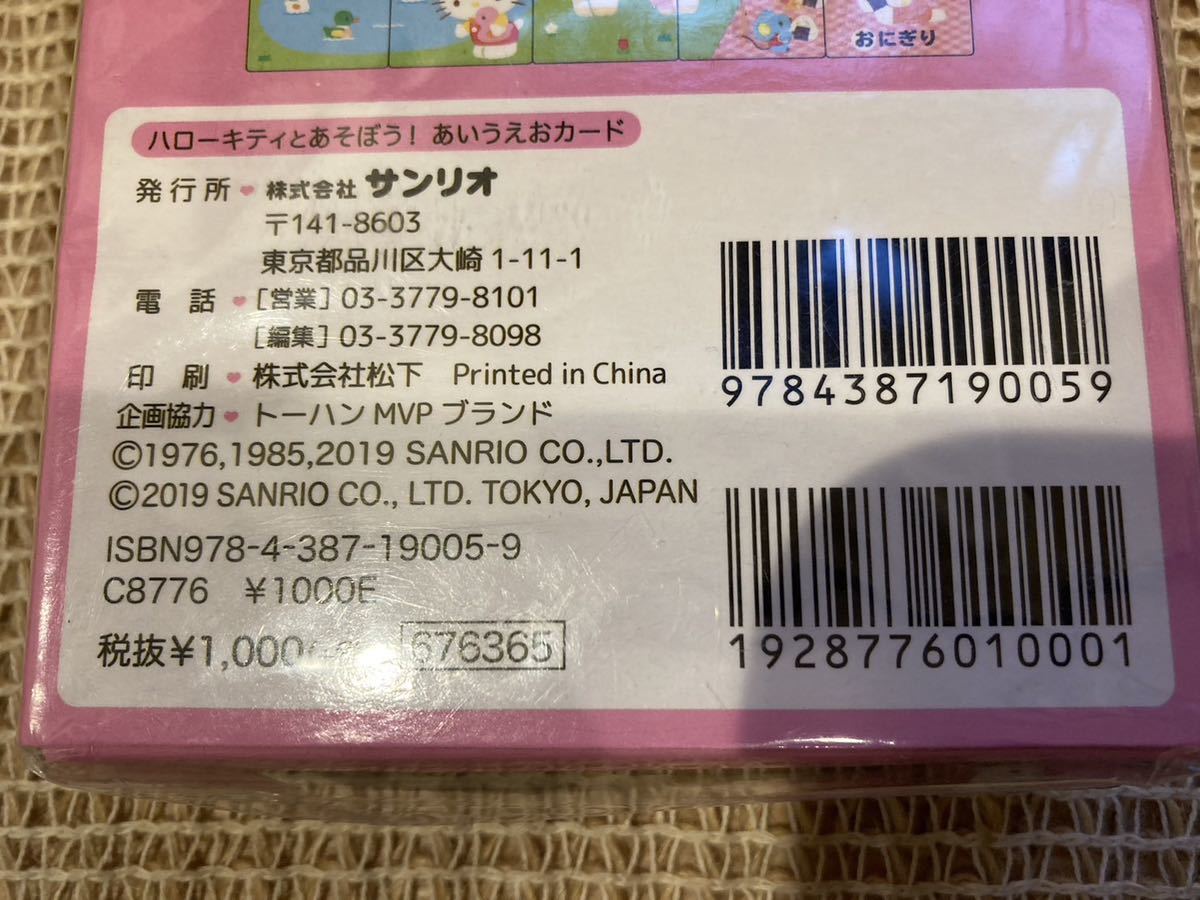 おにぎり
ハローキティとあそぼう! あいうえおカード
発行所 ♥ 株式会社 サンリオ
〒141-8603
東京都品川区大崎 1-11-1
電 話 ♥ [営業] 03-3779-8101
[編集] 03-3779-8098
印 刷 ♥ 株式会社松下 Printed in China
企画協力 ♥ トーハン MVP ブランド
©1976,1985,2019 SANRIO CO.,LTD.
©2019 SANRIO CO., LTD. TOKYO, JAPAN
ISBN978-4-387-19005-9
C8776 ¥1000E
税抜¥1,000 676365
9784387190059
1928776010001